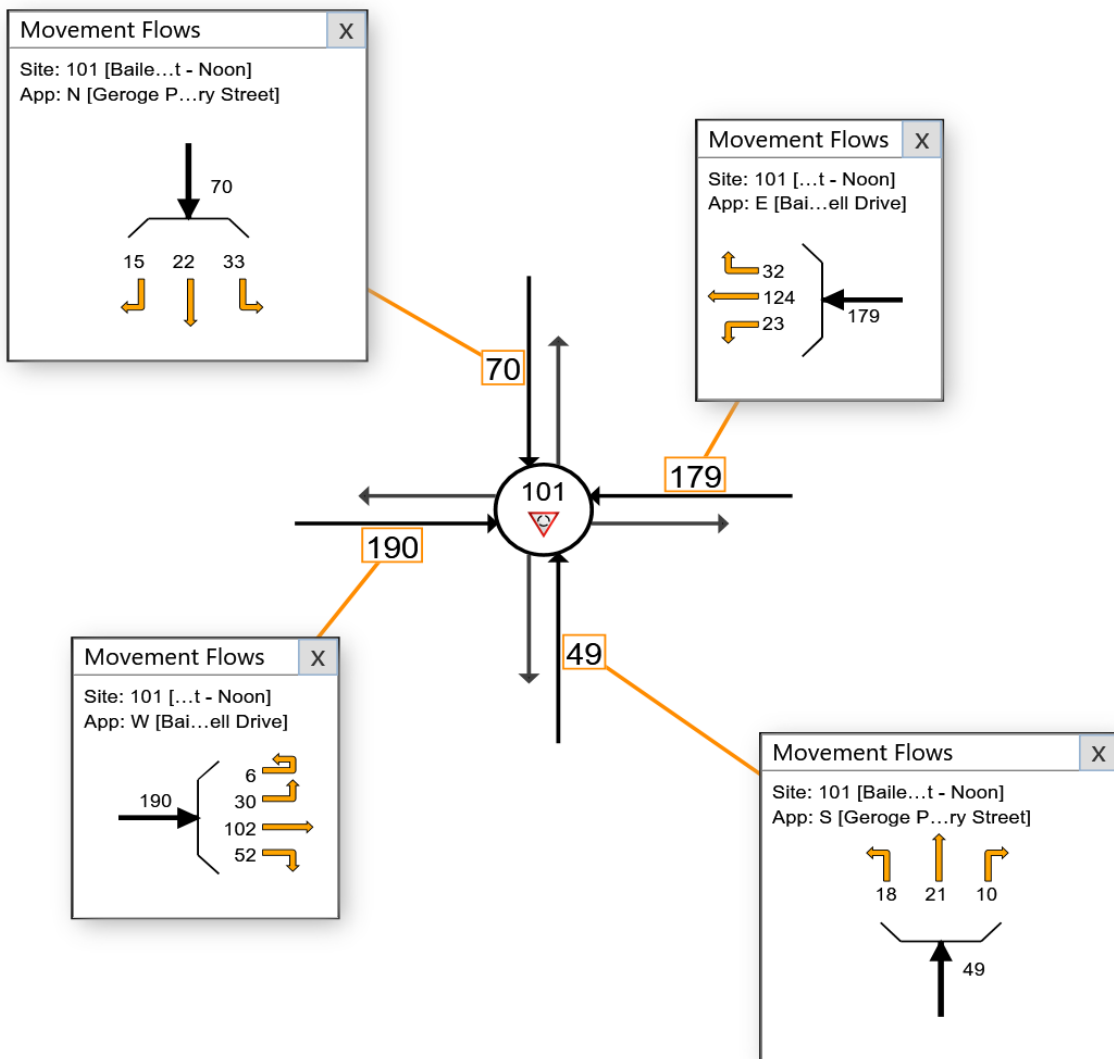 Movement Flows X
Site: 101 [Baile…t - Noon]
App: N [Geroge P…ry Street]
70
15 22 33
Movement Flows X
Site: 101 […t - Noon]
App: E [Bai…ell Drive]
32
124
23
179
70
179
101
190
49
Movement Flows X
Site: 101 […t - Noon]
App: W [Bai…ell Drive]
190
6
30
102
52
Movement Flows X
Site: 101 [Baile…t - Noon]
App: S [Geroge P…ry Street]
18 21 10
49